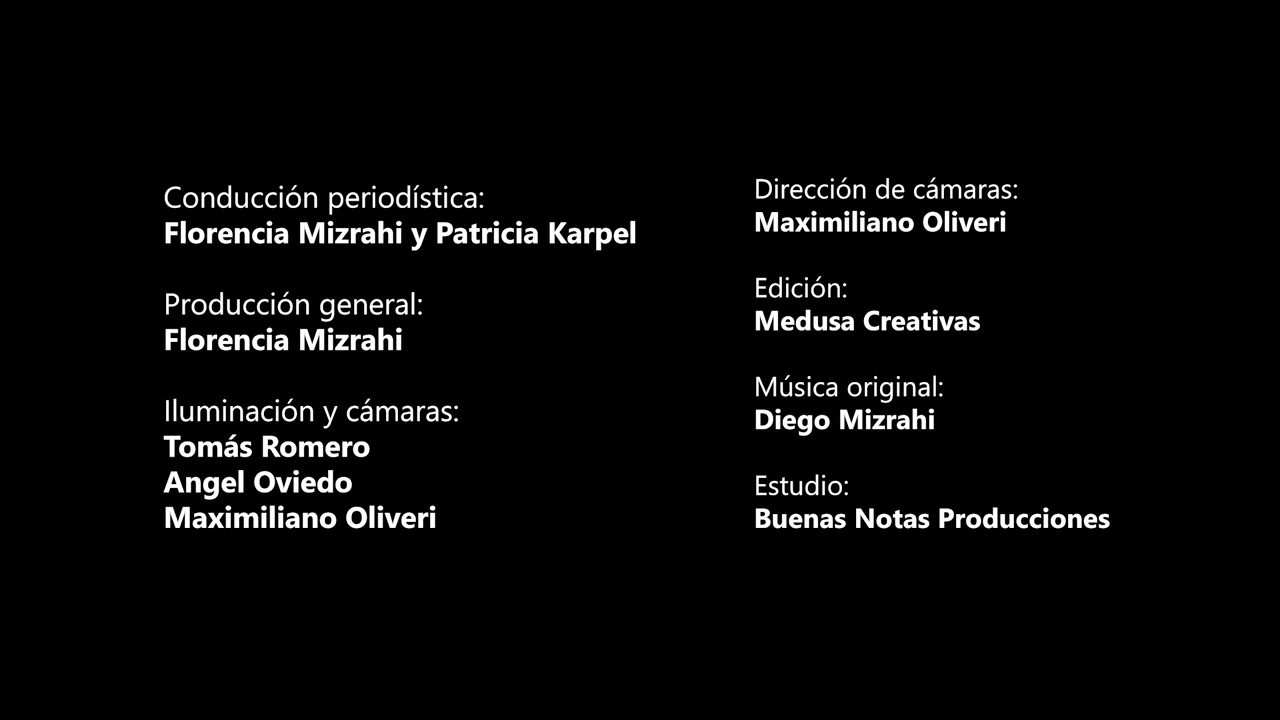 Conducción periodística:
Florencia Mizrahi y Patricia Karpel
Producción general:
Florencia Mizrahi
Iluminación y cámaras:
Tomás Romero
Angel Oviedo
Maximiliano Oliveri
Dirección de cámaras:
Maximiliano Oliveri
Edición:
Medusa Creativas
Música original:
Diego Mizrahi
Estudio:
Buenas Notas Producciones